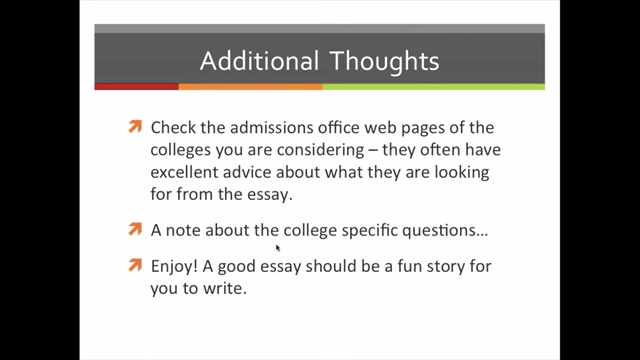 Additional Thoughts
Check the admissions office web pages of the
colleges you are considering – they often have
excellent advice about what they are looking
for from the essay.
A note about the college specific questions…
Enjoy! A good essay should be a fun story for
you to write.